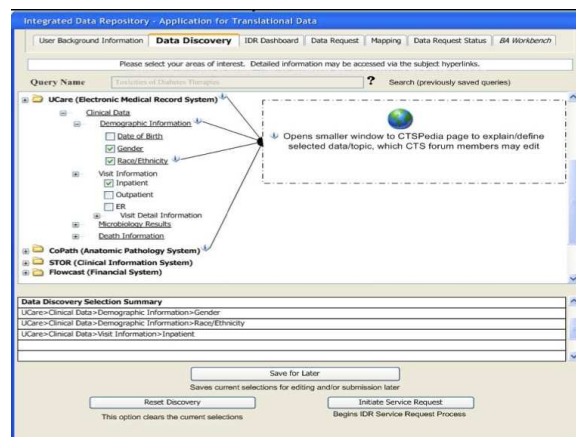 Integrated Data Repository - Application for Translational Data
User Background Information Data Discovery IDR Dashboard Data Request Mapping Data Request Status BA Workbench
Please select your areas of interest. Detailed information may be accessed via the subject hyperlinks.
Query Name Toxicities of Diabetes Therapies ? Search (previously saved queries)
UCare (Electronic Medical Record System)
Clinical Data
Demographic Information
Date of Birth
Gender
Race/Ethnicity
Visit Information
Inpatient
Outpatient
ER
Visit Detail Information
Microbiology Results
Death Information
CoPath (Anatomic Pathology System)
STOR (Clinical Information System)
Flowcast (Financial System)
Opens smaller window to CTSPedia page to explain/define
selected data/topic, which CTS forum members may edit
Data Discovery Selection Summary
UCare>Clinical Data>Demographic Information>Gender
UCare>Clinical Data>Demographic Information>Race/Ethnicity
UCare>Clinical Data>Visit Information>Inpatient
Save for Later
Saves current selections for editing and/or submission later
Reset Discovery Initiate Service Request
This option clears the current selections Begins IDR Service Request Process